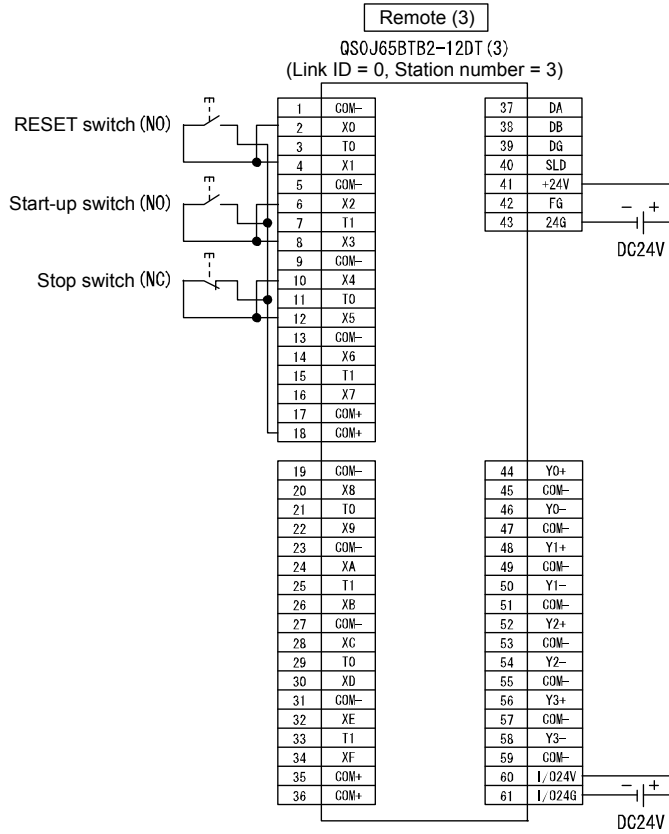 Remote (3)
QS0J65BTB2-12DT (3)
(Link ID = 0, Station number = 3)
RESET switch (NO)
Start-up switch (NO)
Stop switch (NC)
1 COM-
2 X0
3 T0
4 X1
5 COM-
6 X2
7 T1
8 X3
9 COM-
10 X4
11 T0
12 X5
13 COM-
14 X6
15 T1
16 X7
17 COM+
18 COM+
19 COM-
20 X8
21 T0
22 X9
23 COM-
24 XA
25 T1
26 XB
27 COM-
28 XC
29 T0
30 XD
31 COM-
32 XE
33 T1
34 XF
35 COM+
36 COM+
37 DA
38 DB
39 DG
40 SLD
41 +24V
42 FG
43 24G
- +
DC24V
44 Y0+
45 COM-
46 Y0-
47 COM-
48 Y1+
49 COM-
50 Y1-
51 COM-
52 Y2+
53 COM-
54 Y2-
55 COM-
56 Y3+
57 COM-
58 Y3-
59 COM-
60 I/O24V
61 I/O24G
- +
DC24V